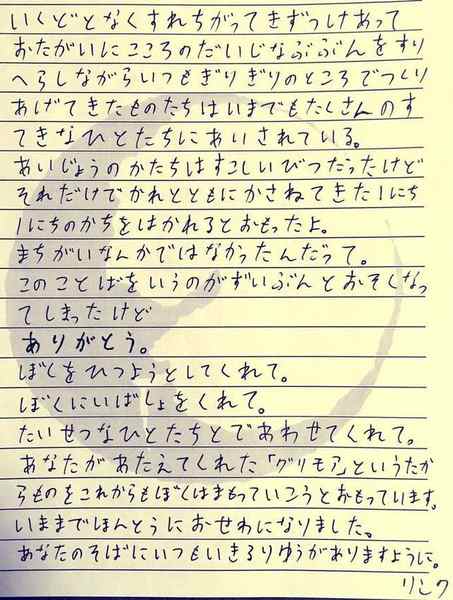 いくどとなくすれちがってきずつけあって
おたがいにこころのだいじなぶぶんをすり
へらしながらいつもぎりぎりのところでつくり
あげてきたものたちはいまでもたくさんのす
てきなひとたちにあいされている。
あいじょうのかたちはすこしいびつだったけど
それだけでかれとともにかさねてきた1にち
1にちのかちをはかれるとおもったよ。
まちがいなんかではなかったんだって。
このことばをいうのがずいぶんとおそくなっ
てしまったけど
ありがとう。
ぼくをひつようとしてくれて。
ぼくにいばしょをくれて。
たいせつなひとたちとであわせてくれて。
あなたがあたえてくれた「グリモア」というたか
らものをこれからもぼくはまもっていこうとおもっています。
いままでほんとうにおせわになりました。
あなたのそばにいつもいきるりゆうがありますように。
リンク